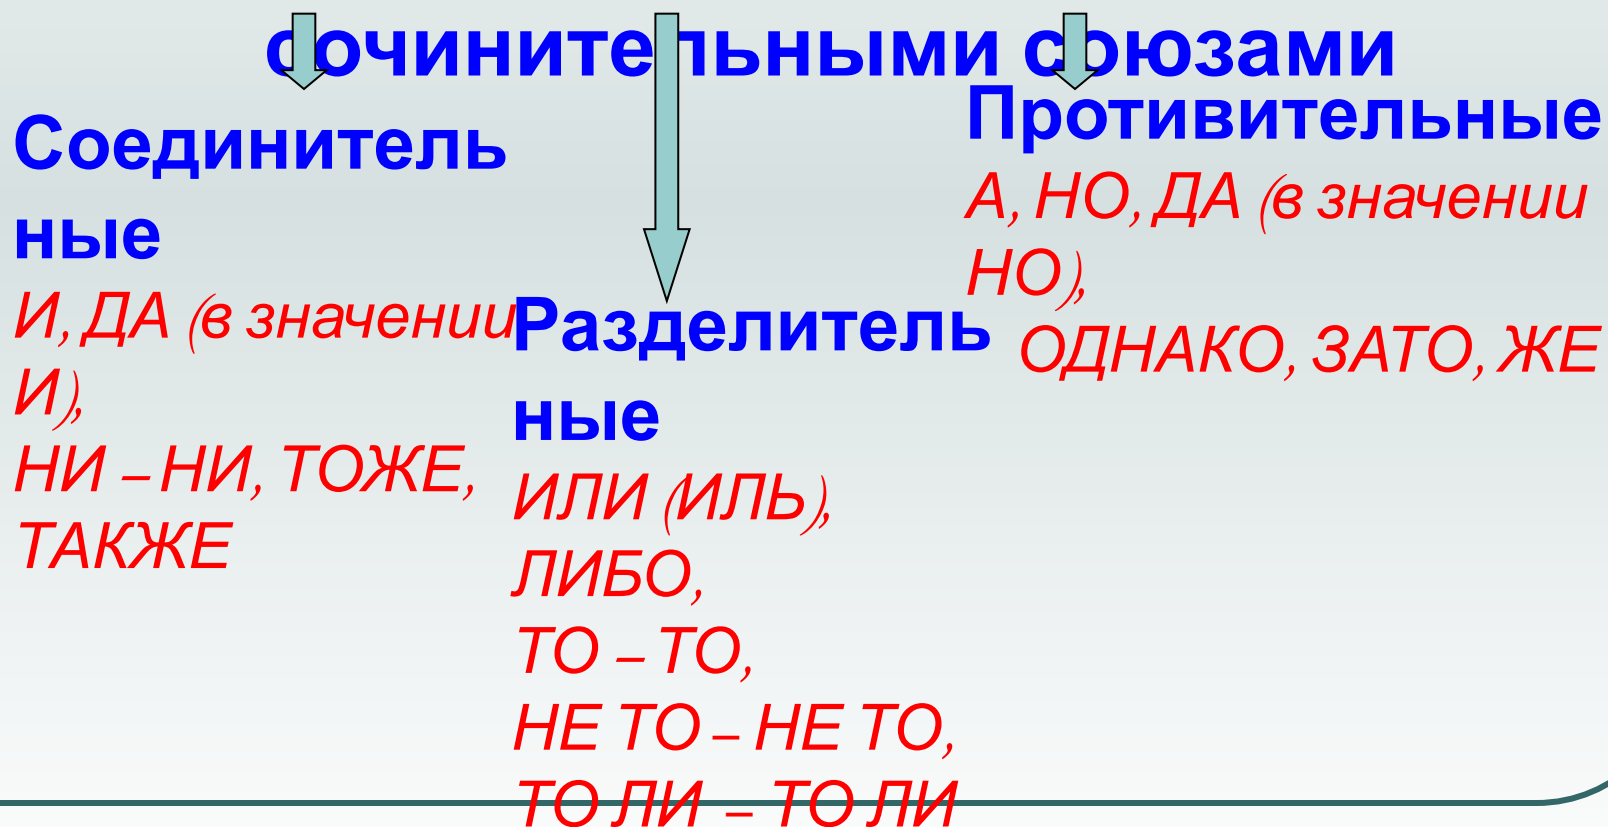 сочинительными союзами
Соединитель
ные
И, ДА (в значении
И),
НИ – НИ, ТОЖЕ,
ТАКЖЕ
Разделитель
ные
ИЛИ (ИЛЬ),
ЛИБО,
ТО – ТО,
НЕ ТО – НЕ ТО,
ТО ЛИ – ТО ЛИ
Противительные
А, НО, ДА (в значении
НО),
ОДНАКО, ЗАТО, ЖЕ